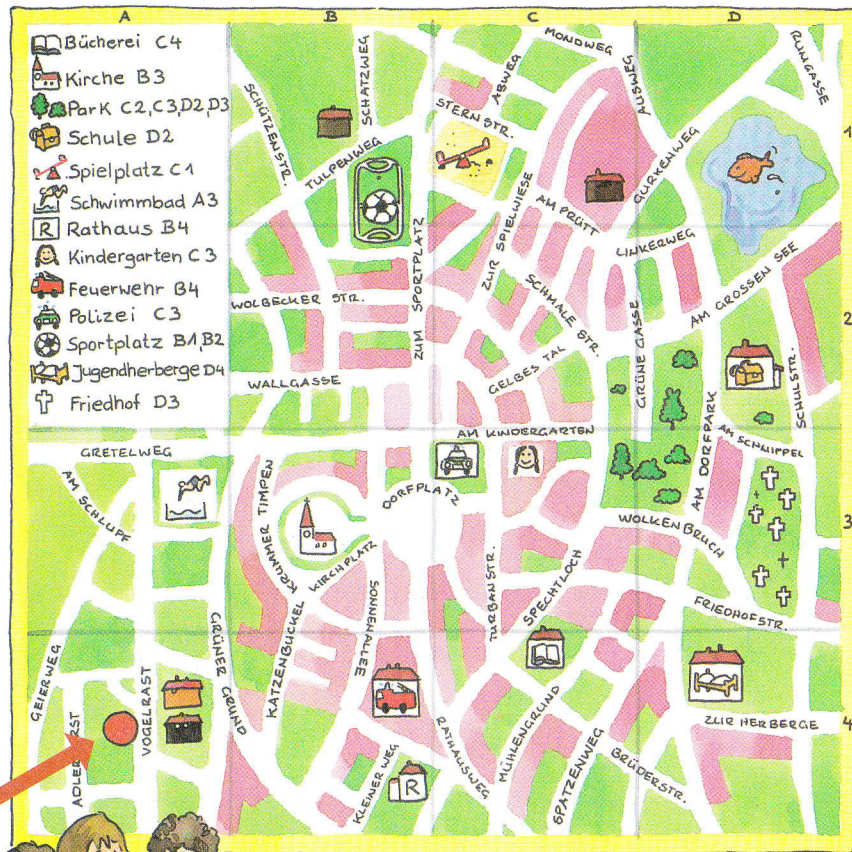 A B C D
Bücherei C4
Kirche B3
Park C2,C3,D2,D3
Schule D2
Spielplatz C1
Schwimmbad A3
R Rathaus B4
Kindergarten C3
Feuerwehr B4
Polizei C3
Sportplatz B1,B2
Jugendherberge D4
Friedhof D3
1
2
3
4
MONDWEG
RUNGASSE
ABWEG
AUSWEG
SCHATZWEG
SCHÜTZENSTR.
STERNSTR.
TULPENWEG
GURKENWEG
ZUR SPIELWIESE
AM PRÜTT
LINKERWEG
ZUM SPORTPLATZ
WOLBECKER STR.
SCHMALE STR.
GRÜNE GASSE
AM GROSSEN SEE
GELBES TAL
WALLGASSE
SCHULSTR.
AM DORFPARK
AM SCHNIPPEL
AM KINDERGARTEN
GRETELWEG
AM SCHLUPF
KRUMMER TIMPEN
DORFPLATZ
KIRCHPLATZ
WOLKENBRUCH
TURBANSTR.
SPECHTLOCH
FRIEDHOFSTR.
SONNENALLEE
KATZENBUCKEL
GRÜNER GRUND
GEIERWEG
VOGELRAST
ZUR HERBERGE
MÜHLENGRUND
RATHAUSWEG
SPATZENWEG
BRÜDERSTR.
KLEINER WEG
R